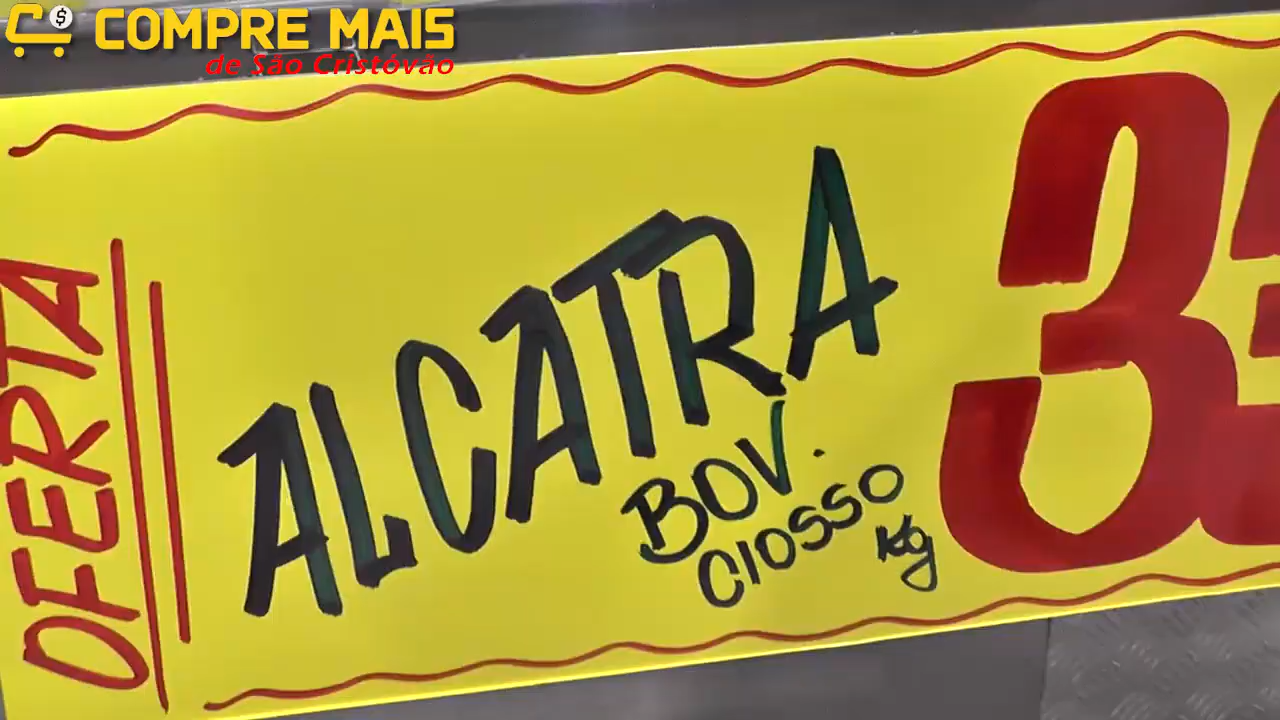 $
COMPRE MAIS
de São Cristóvão
OFERTA
ALCATRA
BOV.
C/OSSO
Kg
3